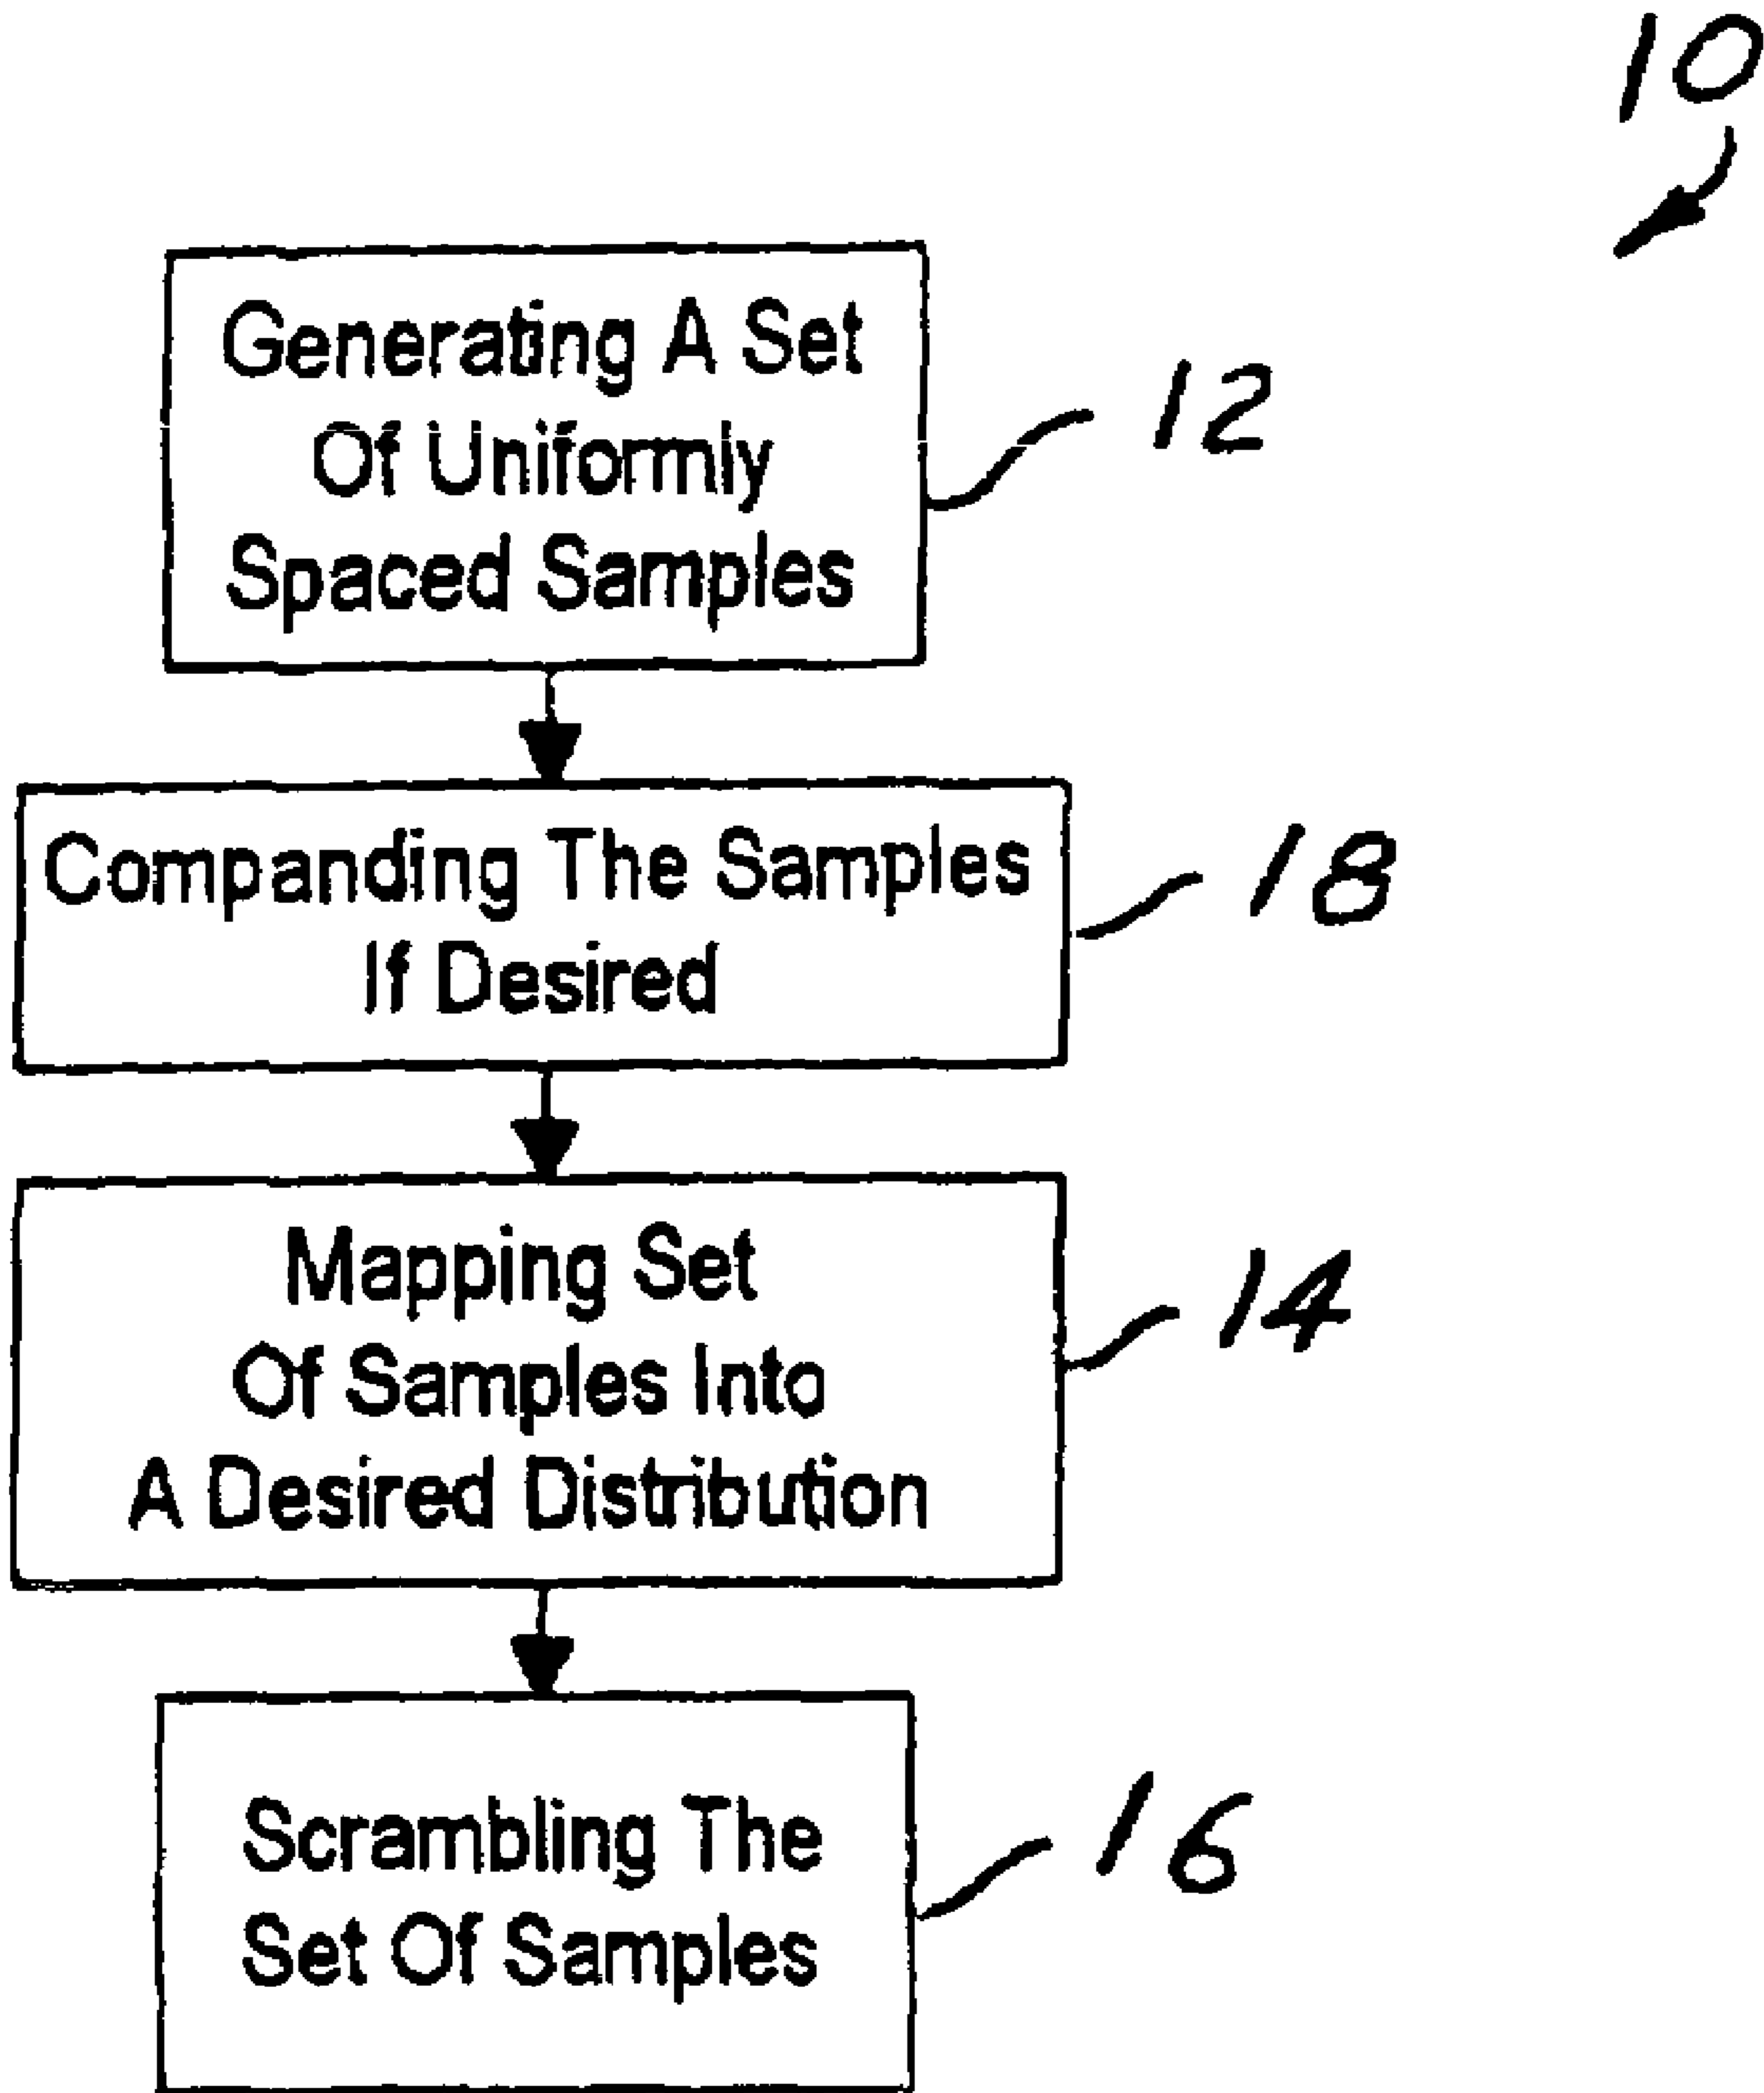 10
Generating A Set
Of Uniformly
Spaced Samples
12
Companding The Samples
If Desired
18
Mapping Set
Of Samples Into
A Desired Distribution
14
Scrambling The
Set Of Samples
16